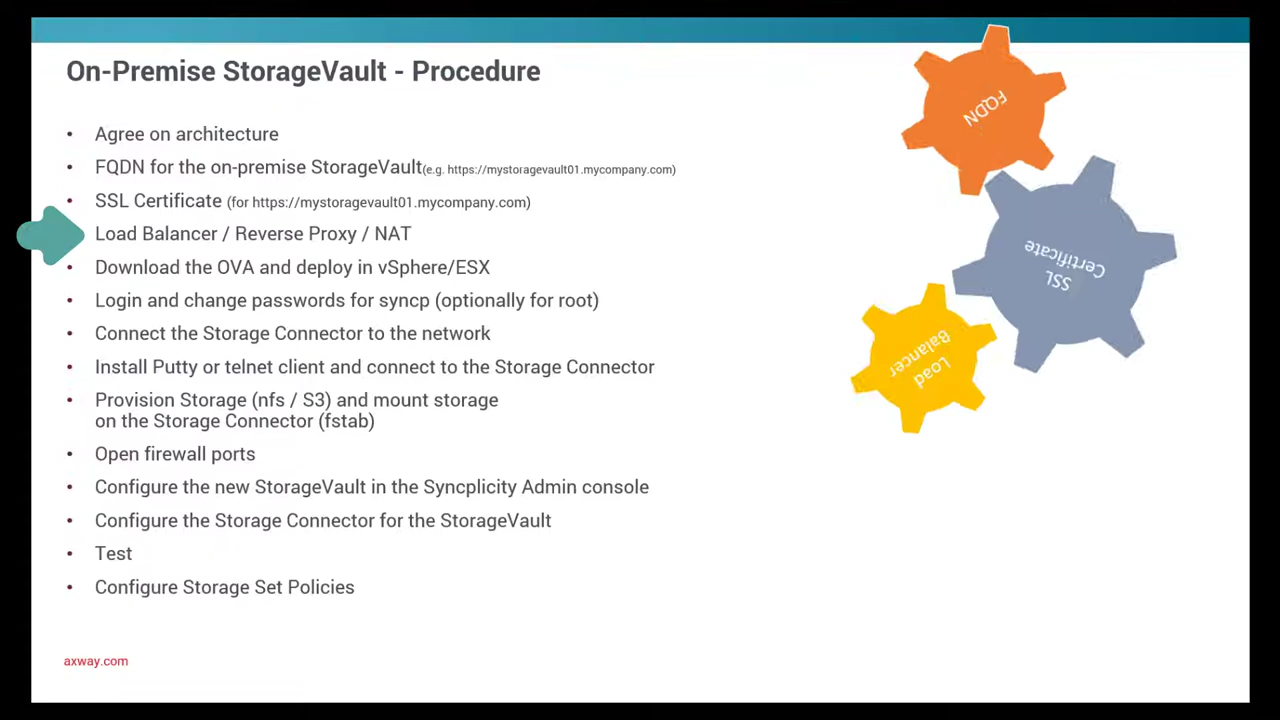 On-Premise StorageVault - Procedure
• Agree on architecture
• FQDN for the on-premise StorageVault(e.g. https://mystoragevault01.mycompany.com)
• SSL Certificate (for https://mystoragevault01.mycompany.com)
Load Balancer / Reverse Proxy / NAT
• Download the OVA and deploy in vSphere/ESX
• Login and change passwords for syncp (optionally for root)
• Connect the Storage Connector to the network
• Install Putty or telnet client and connect to the Storage Connector
• Provision Storage (nfs / S3) and mount storage
on the Storage Connector (fstab)
• Open firewall ports
• Configure the new StorageVault in the Syncplicity Admin console
• Configure the Storage Connector for the StorageVault
• Test
• Configure Storage Set Policies
FQDN
SSL
Certificate
Load
Balancer
axway.com